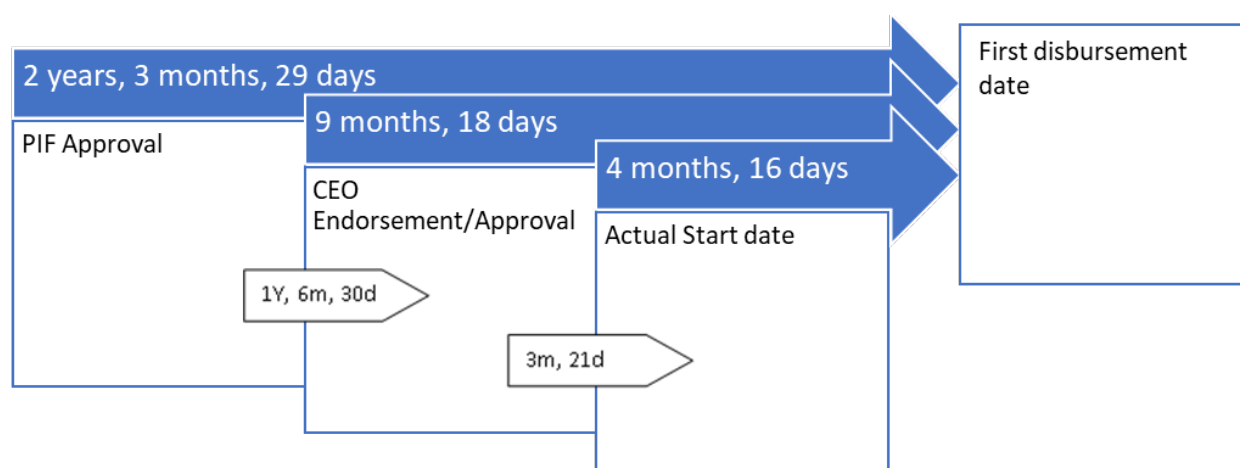 2 years, 3 months, 29 days
PIF Approval
9 months, 18 days
CEO
Endorsement/Approval
4 months, 16 days
Actual Start date
First disbursement
date
1Y, 6m, 30d
3m, 21d